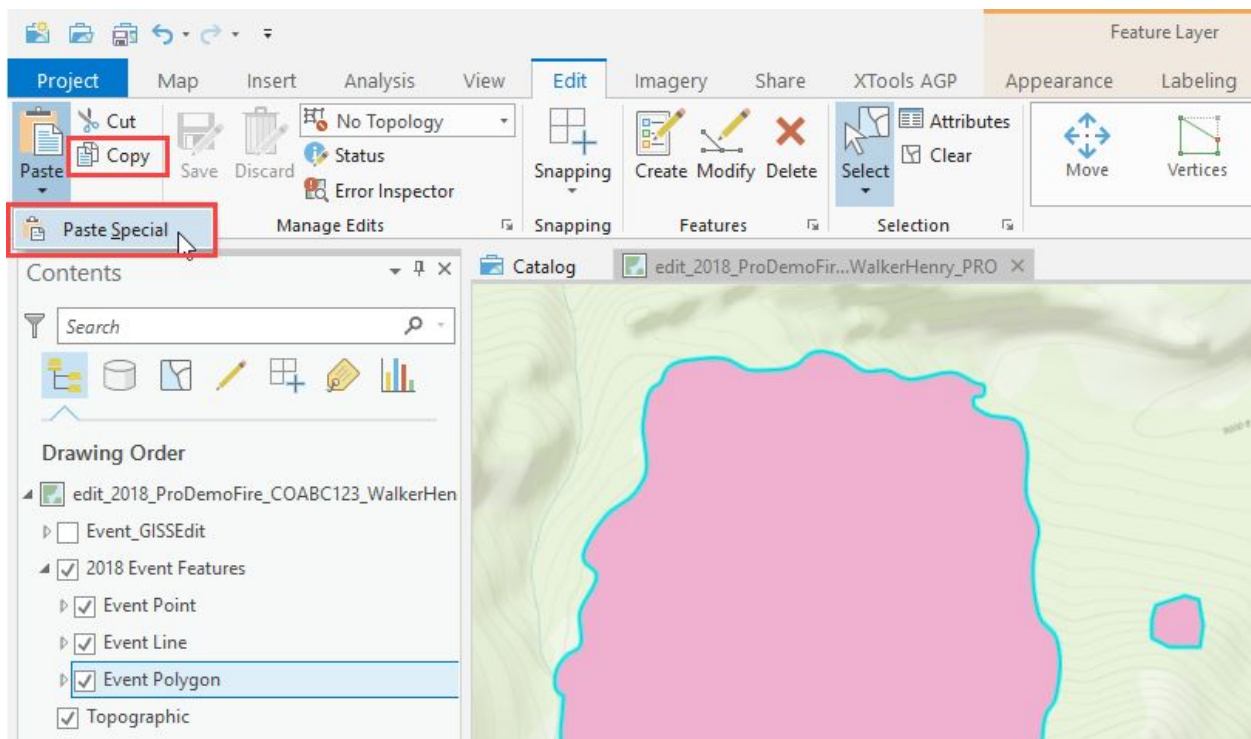 Feature Layer
Project Map Insert Analysis View Edit Imagery Share XTools AGP Appearance Labeling
Paste
Cut
Copy
Save
Discard
No Topology
Status
Error Inspector
Snapping
Create
Modify
Delete
Select
Attributes
Clear
Move
Vertices
Paste Special
Manage Edits
Snapping
Features
Selection
Contents
Catalog
edit_2018_ProDemoFir...WalkerHenry_PRO
Search
Drawing Order
edit_2018_ProDemoFire_COABC123_WalkerHen
Event_GISSEdit
2018 Event Features
Event Point
Event Line
Event Polygon
Topographic